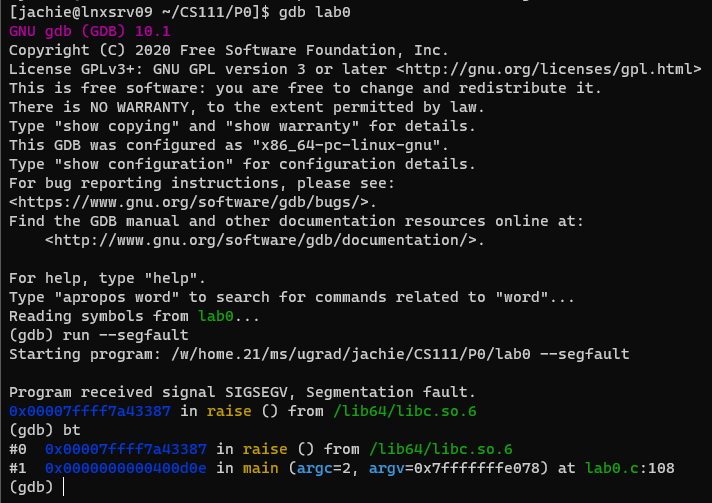 [jachie@lnxsrv09 ~/CS111/P0]$ gdb lab0
GNU gdb (GDB) 10.1
Copyright (C) 2020 Free Software Foundation, Inc.
License GPLv3+: GNU GPL version 3 or later <http://gnu.org/licenses/gpl.html>
This is free software: you are free to change and redistribute it.
There is NO WARRANTY, to the extent permitted by law.
Type "show copying" and "show warranty" for details.
This GDB was configured as "x86_64-pc-linux-gnu".
Type "show configuration" for configuration details.
For bug reporting instructions, please see:
<https://www.gnu.org/software/gdb/bugs/>.
Find the GDB manual and other documentation resources online at:
    <http://www.gnu.org/software/gdb/documentation/>.

For help, type "help".
Type "apropos word" to search for commands related to "word"...
Reading symbols from lab0...
(gdb) run --segfault
Starting program: /w/home.21/ms/ugrad/jachie/CS111/P0/lab0 --segfault

Program received signal SIGSEGV, Segmentation fault.
0x00007ffff7a43387 in raise () from /lib64/libc.so.6
(gdb) bt
#0  0x00007ffff7a43387 in raise () from /lib64/libc.so.6
#1  0x0000000000400d0e in main (argc=2, argv=0x7fffffffe078) at lab0.c:108
(gdb)